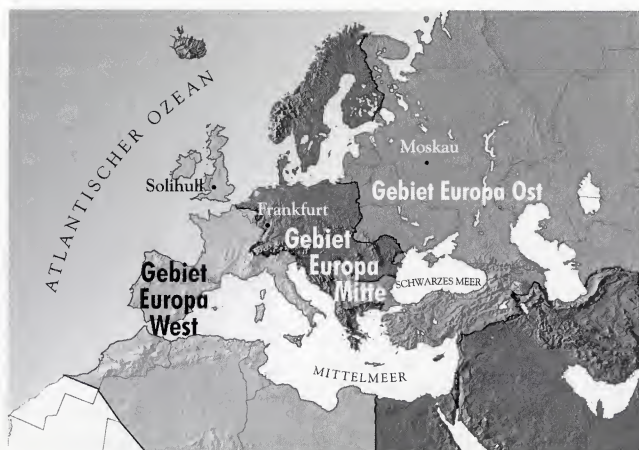 ATLANTISCHER OZEAN
Solihull
Moskau
Gebiet Europa Ost
Frankfurt
Gebiet
Europa
Mitte
Gebiet
Europa
West
SCHWARZES MEER
MITTELMEER